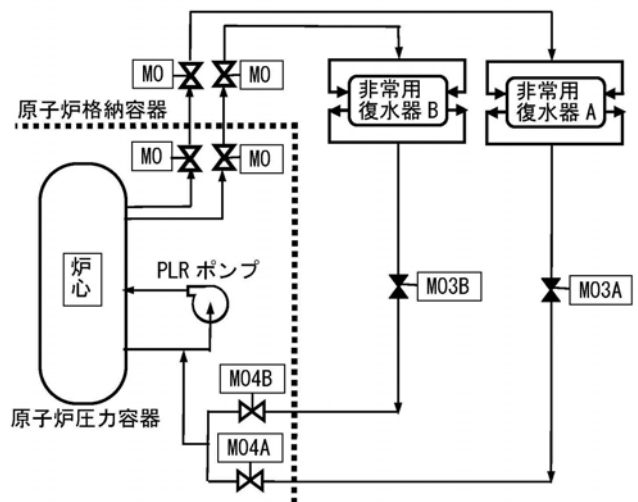 MO
MO
非常用
復水器 B
非常用
復水器 A
原子炉格納容器
MO
MO
炉
心
PLR ポンプ
MO3B
MO3A
MO4B
原子炉圧力容器
MO4A